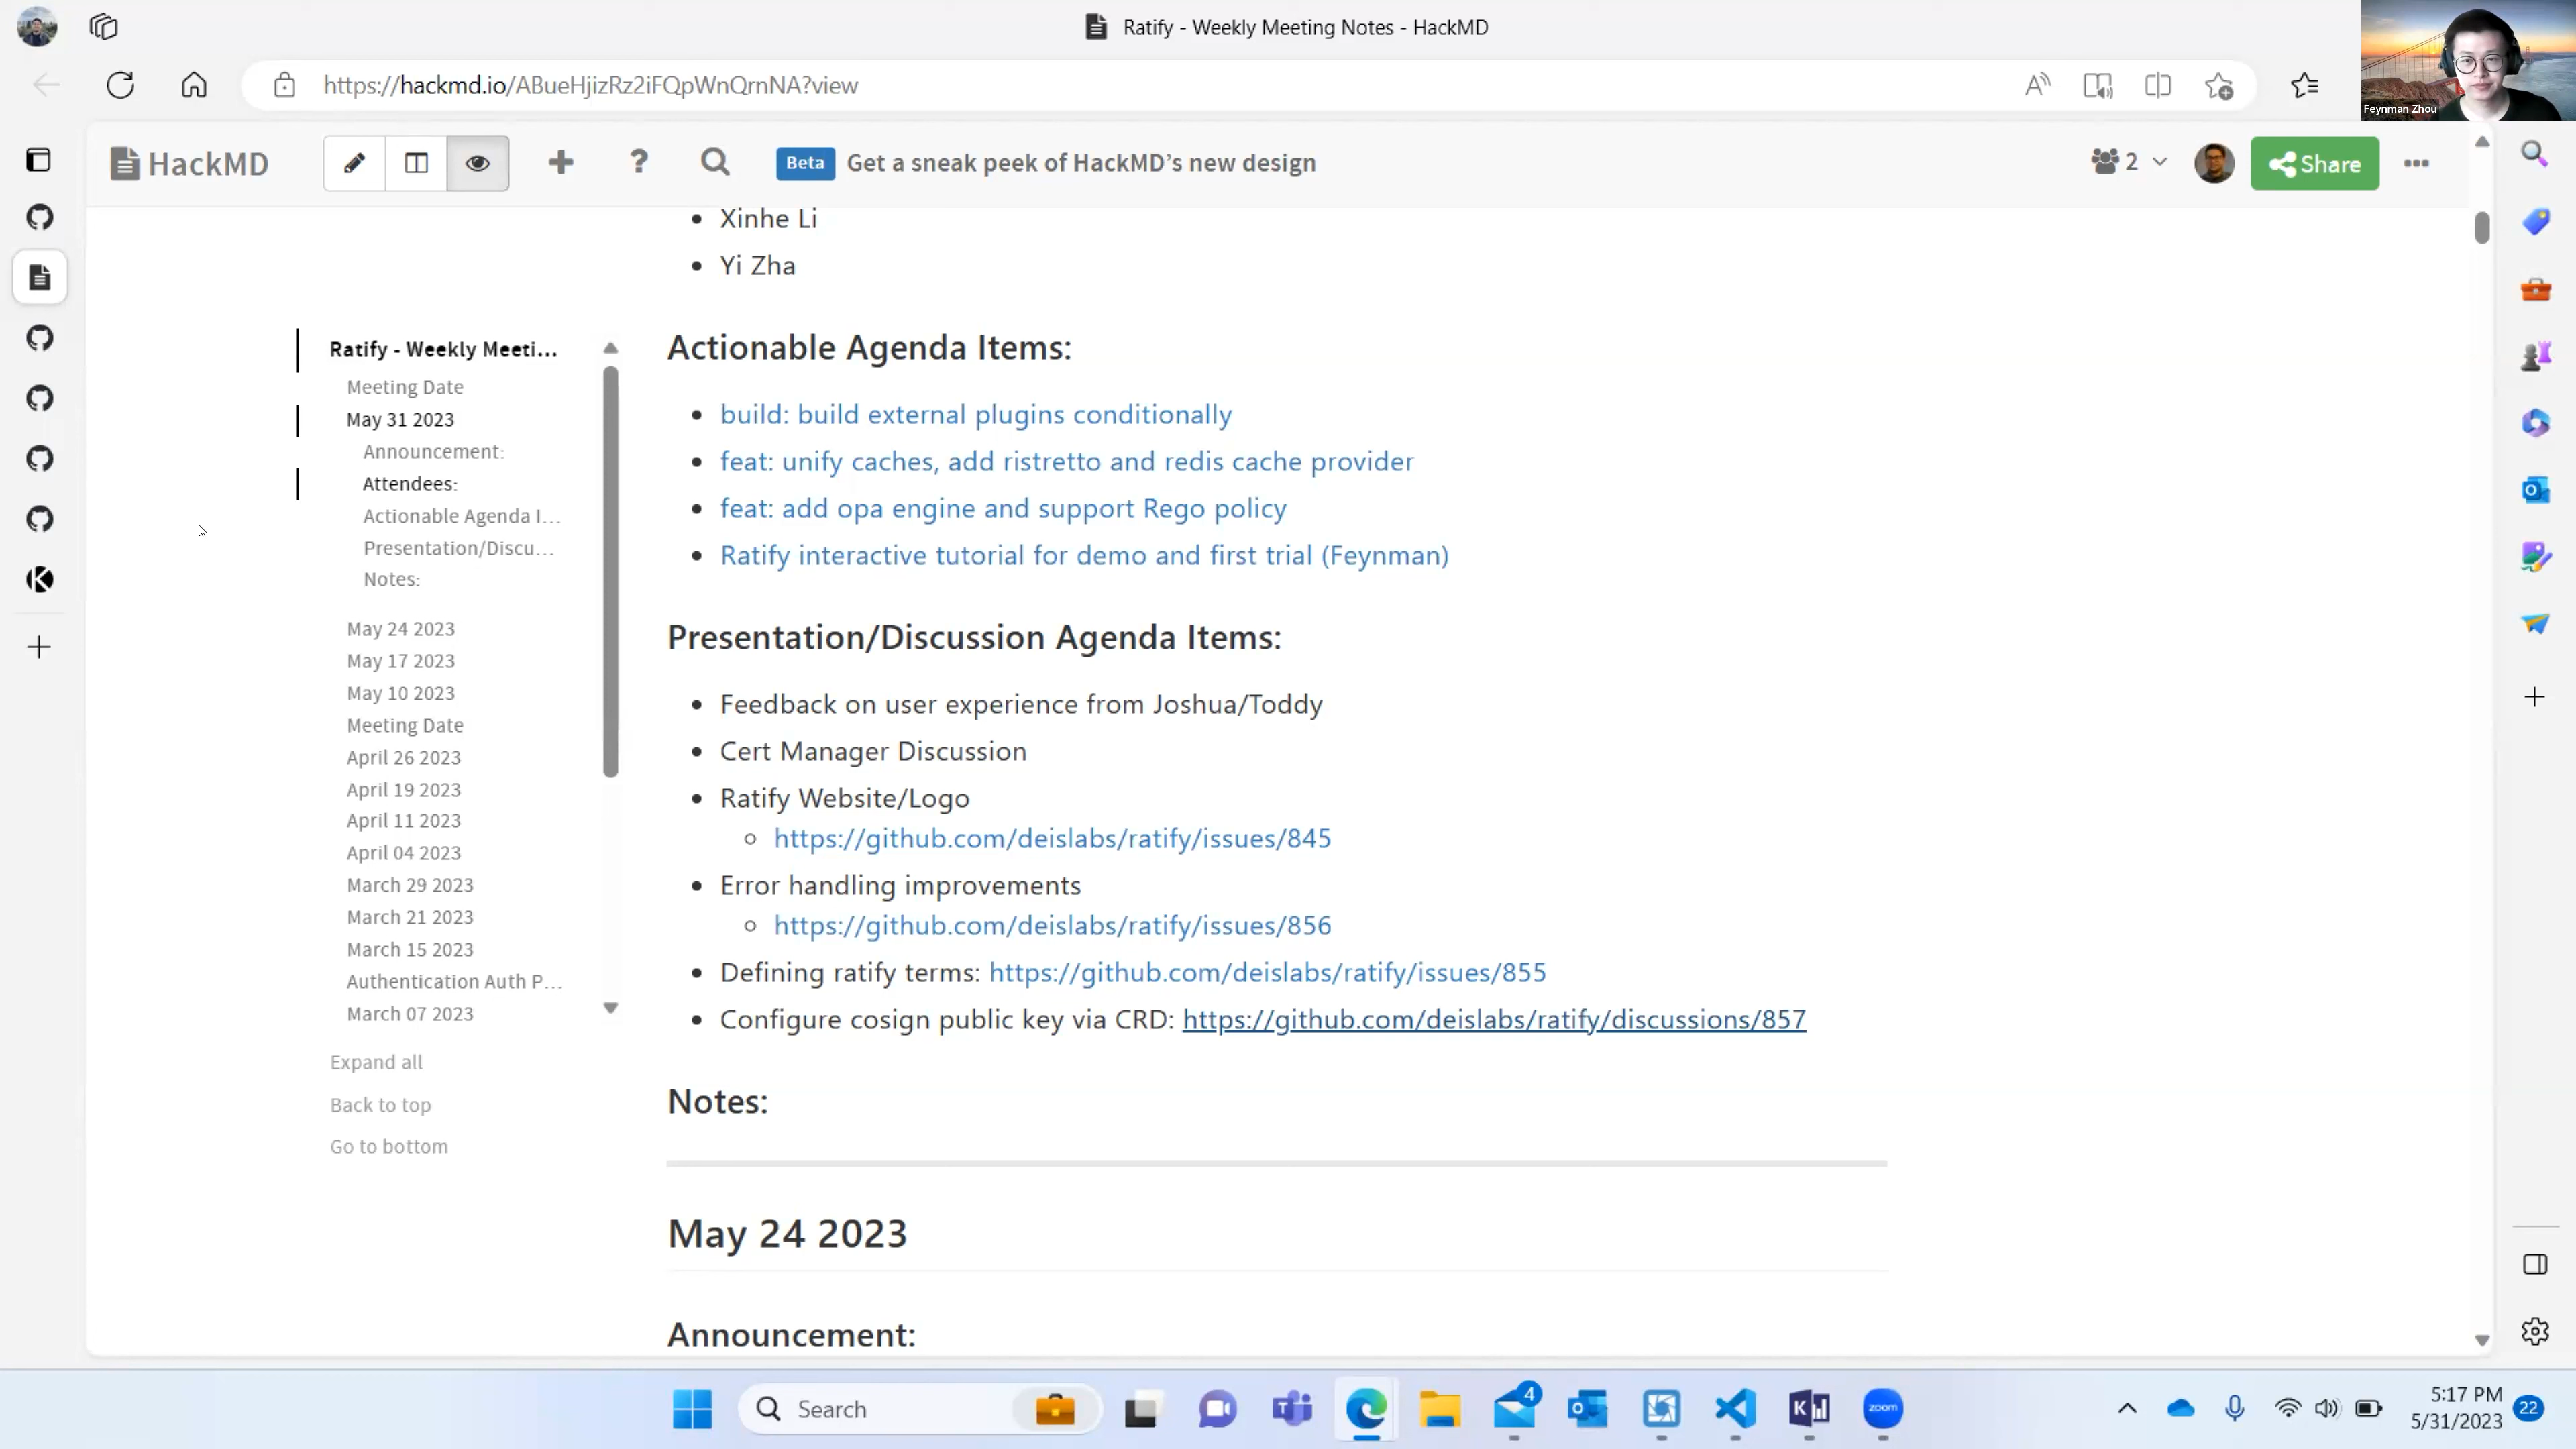 Ratify - Weekly Meeting Notes - HackMD
https://hackmd.io/ABueHjizRz2iFQpWnQrnNA?view
Feynman Zhou
HackMD
Beta Get a sneak peek of HackMD's new design
2
Share
Xinhe Li
Yi Zha
Ratify - Weekly Meeti...
Meeting Date
May 31 2023
Announcement:
Attendees:
Actionable Agenda I...
Presentation/Discu...
Notes:
May 24 2023
May 17 2023
May 10 2023
Meeting Date
April 26 2023
April 19 2023
April 11 2023
April 04 2023
March 29 2023
March 21 2023
March 15 2023
Authentication Auth P...
March 07 2023
Expand all
Back to top
Go to bottom
Actionable Agenda Items:
build: build external plugins conditionally
feat: unify caches, add ristretto and redis cache provider
feat: add opa engine and support Rego policy
Ratify interactive tutorial for demo and first trial (Feynman)
Presentation/Discussion Agenda Items:
Feedback on user experience from Joshua/Toddy
Cert Manager Discussion
Ratify Website/Logo
https://github.com/deislabs/ratify/issues/845
Error handling improvements
https://github.com/deislabs/ratify/issues/856
Defining ratify terms: https://github.com/deislabs/ratify/issues/855
Configure cosign public key via CRD: https://github.com/deislabs/ratify/discussions/857
Notes:
May 24 2023
Announcement:
Search
4
zoom
5:17 PM
5/31/2023
22